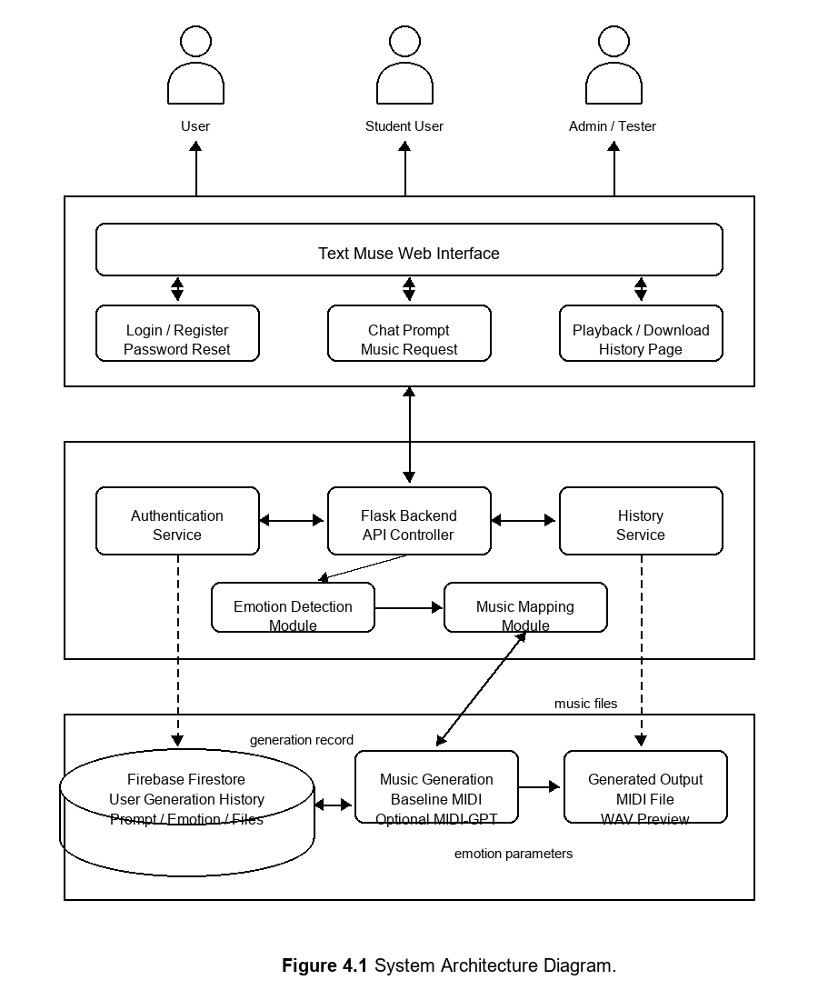 User
Student User
Admin / Tester
Text Muse Web Interface
Login / Register
Password Reset
Chat Prompt
Music Request
Playback / Download
History Page
Authentication
Service
Flask Backend
API Controller
History
Service
Emotion Detection
Module
Music Mapping
Module
music files
generation record
Firebase Firestore
User Generation History
Prompt / Emotion / Files
Music Generation
Baseline MIDI
Optional MIDI-GPT
Generated Output
MIDI File
WAV Preview
emotion parameters
Figure 4.1 System Architecture Diagram.